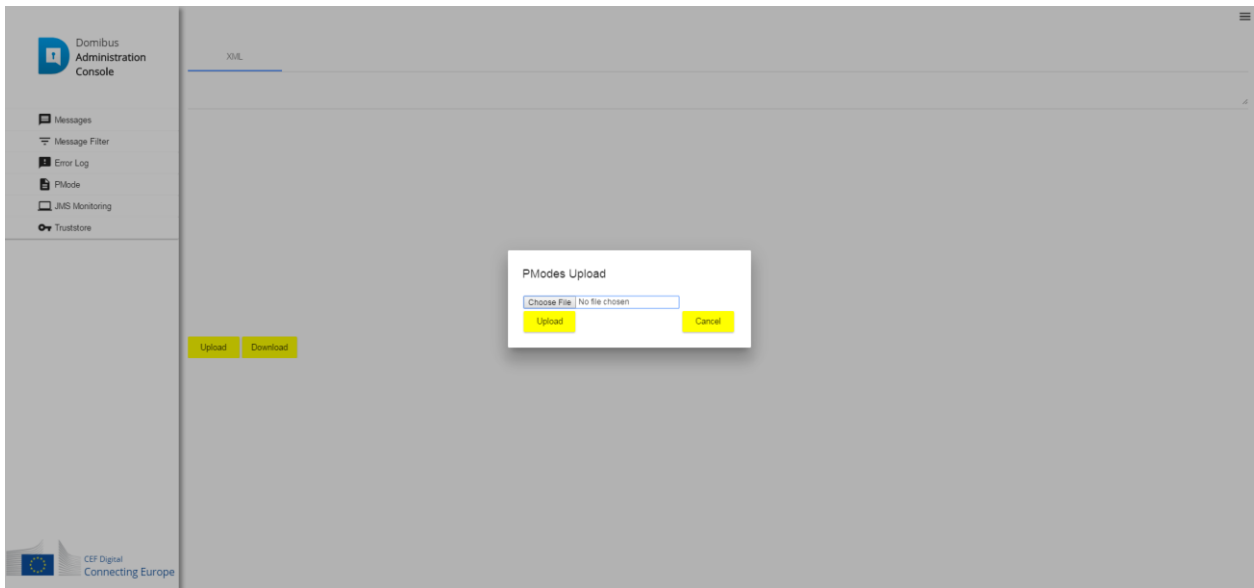 Domibus
Administration
Console
XML
Messages
Message Filter
Error Log
PMode
JMS Monitoring
Truststore
PModes Upload
Choose File No file chosen
Upload Cancel
Upload Download
CEF Digital
Connecting Europe